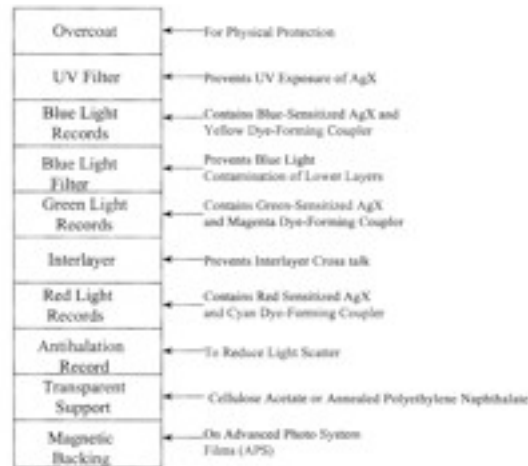 Overcoat
For Physical Protection
UV Filter
Prevents UV Exposure of AgX
Blue Light
Records
Contains Blue-Sensitized AgX and
Yellow Dye-Forming Coupler
Blue Light
Filter
Prevents Blue Light
Contamination of Lower Layers
Green Light
Records
Contains Green-Sensitized AgX
and Magenta Dye-Forming Coupler
Interlayer
Prevents Interlayer Cross talk
Red Light
Records
Contains Red Sensitized AgX
and Cyan Dye-Forming Coupler
Antihalation
Record
To Reduce Light Scatter
Transparent
Support
Cellulose Acetate or Annealed Polyethylene Naphthalate
Magnetic
Backing
On Advanced Photo System
Films (APS)